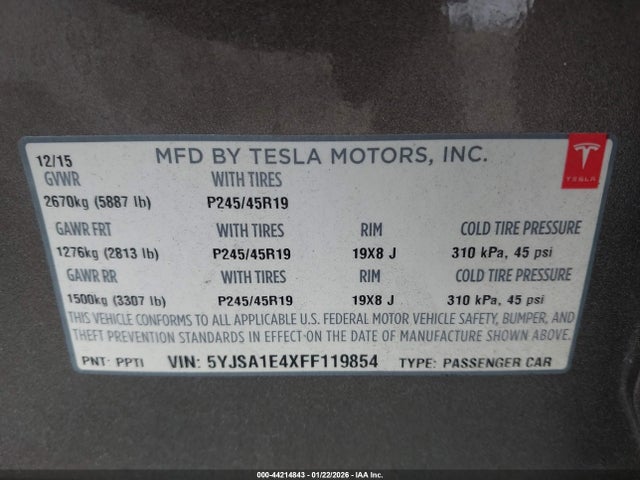 12/15 MFD BY TESLA MOTORS, INC.
TESLA
GVWR WITH TIRES
2670kg (5887 lb) P245/45R19
GAWR FRT WITH TIRES RIM COLD TIRE PRESSURE
1276kg (2813 lb) P245/45R19 19X8 J 310 kPa, 45 psi
GAWR RR WITH TIRES RIM COLD TIRE PRESSURE
1500kg (3307 lb) P245/45R19 19X8 J 310 kPa, 45 psi
THIS VEHICLE CONFORMS TO ALL APPLICABLE U.S. FEDERAL MOTOR VEHICLE SAFETY, BUMPER, AND
THEFT PREVENTION STANDARDS IN EFFECT ON THE DATE OF MANUFACTURE SHOWN ABOVE.
PNT: PPTI VIN: 5YJSA1E4XFF119854 TYPE: PASSENGER CAR
000-44214843 | 01/22/2026 - IAA Inc.